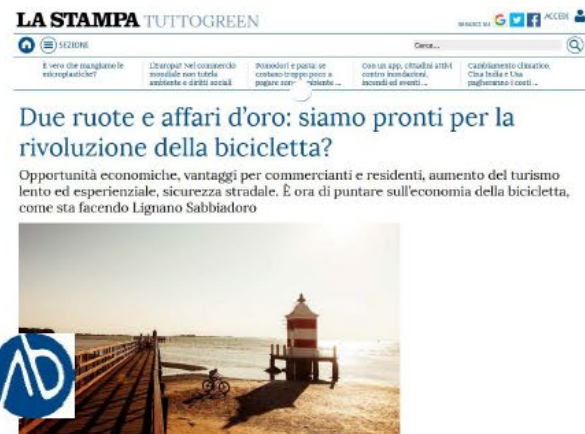 LA STAMPA TUTTOGREEN
SEGUICI SU
ACCEDI
SEZIONI
Cerca...
È vero che mangiamo le
microplastiche?
L'Europa? Nel commercio
mondiale non tutela
ambiente e diritti sociali
Pomodori e pasta: se
costano troppo poco a
pagare sono
Con un app, cittadini attivi
contro inondazioni,
incendi ed eventi ...
Cambiamento climatico,
Cina India e Usa
pagheranno i costi ...
Due ruote e affari d'oro: siamo pronti per la
rivoluzione della bicicletta?
Opportunità economiche, vantaggi per commercianti e residenti, aumento del turismo
lento ed esperienziale, sicurezza stradale. È ora di puntare sull'economia della bicicletta,
come sta facendo Lignano Sabbiadoro